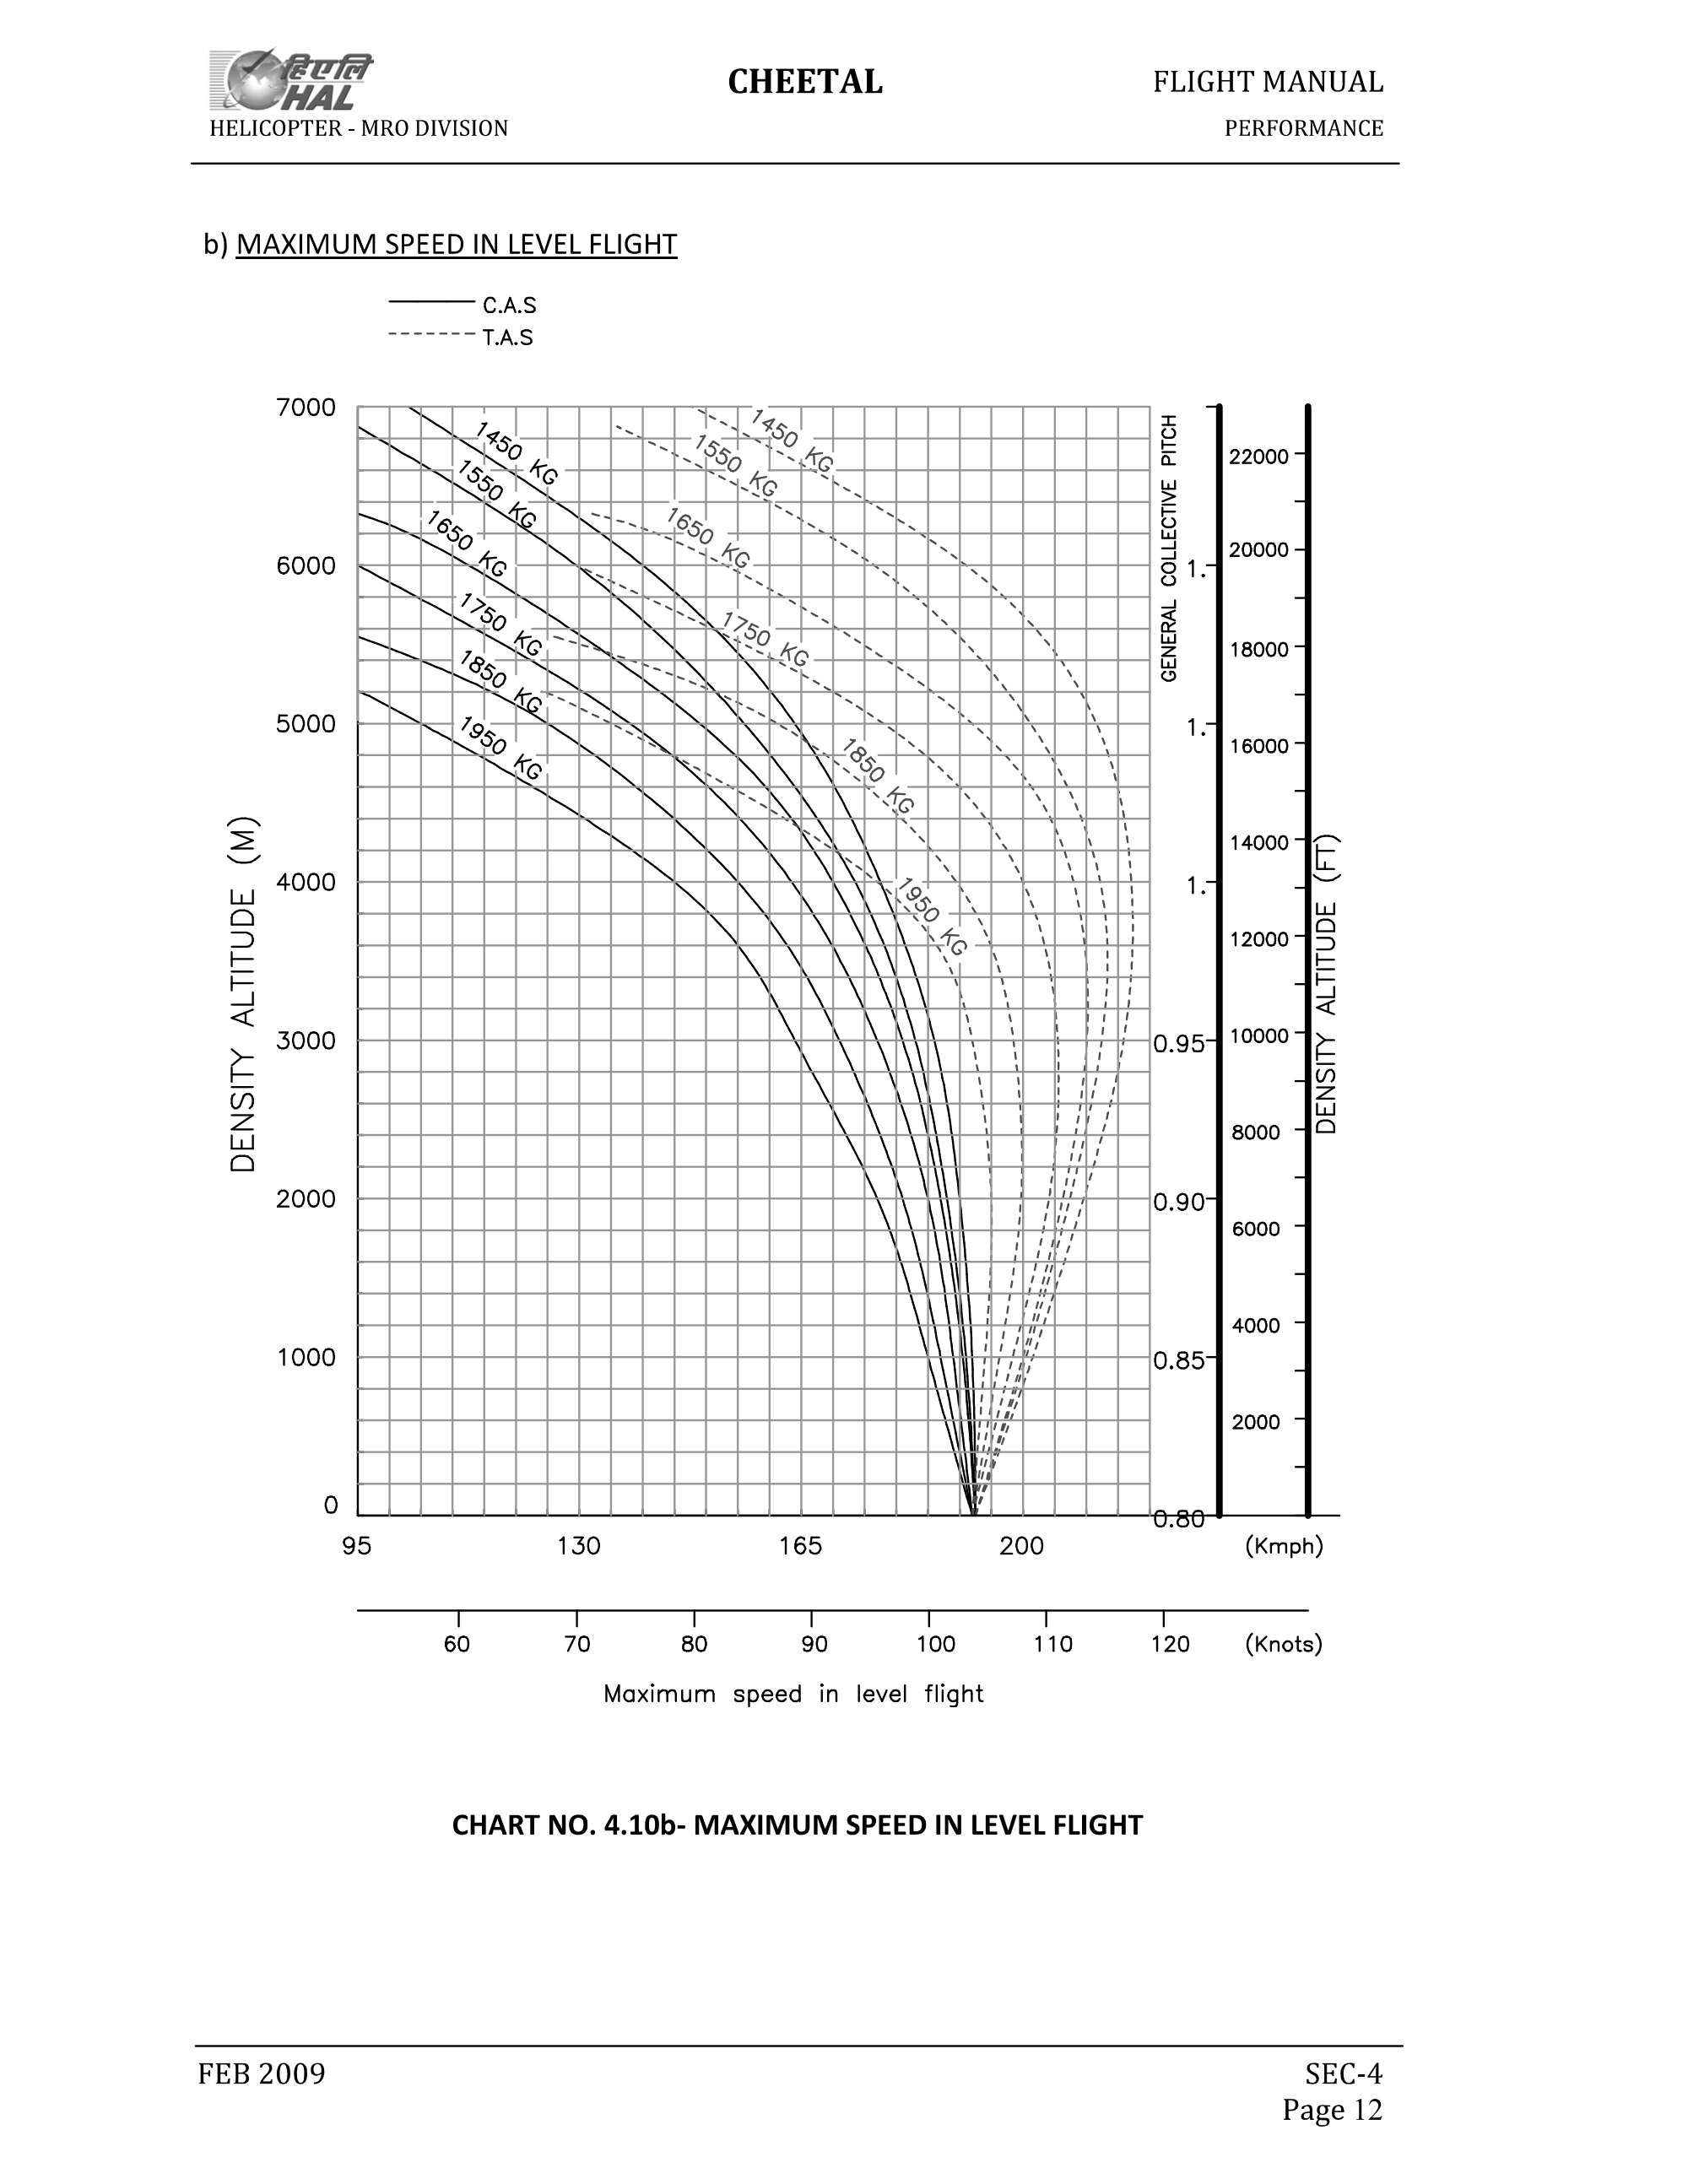 हिएलि
HAL
HELICOPTER - MRO DIVISION
CHEETAL
FLIGHT MANUAL
PERFORMANCE
b) MAXIMUM SPEED IN LEVEL FLIGHT
C.A.S
T.A.S
7000
6000
5000
4000
3000
2000
1000
0
DENSITY ALTITUDE (M)
1450 KG
1550 KG
1650 KG
1750 KG
1850 KG
1950 KG
1450 KG
1550 KG
1650 KG
1750 KG
1850 KG
1950 KG
GENERAL COLLECTIVE PITCH
1.
1.
1.
0.95
0.90
0.85
0.80
22000
20000
18000
16000
14000
12000
10000
8000
6000
4000
2000
DENSITY ALTITUDE (FT)
95 130 165 200 (Kmph)
60 70 80 90 100 110 120 (Knots)
Maximum speed in level flight
CHART NO. 4.10b- MAXIMUM SPEED IN LEVEL FLIGHT
FEB 2009
SEC-4
Page 12